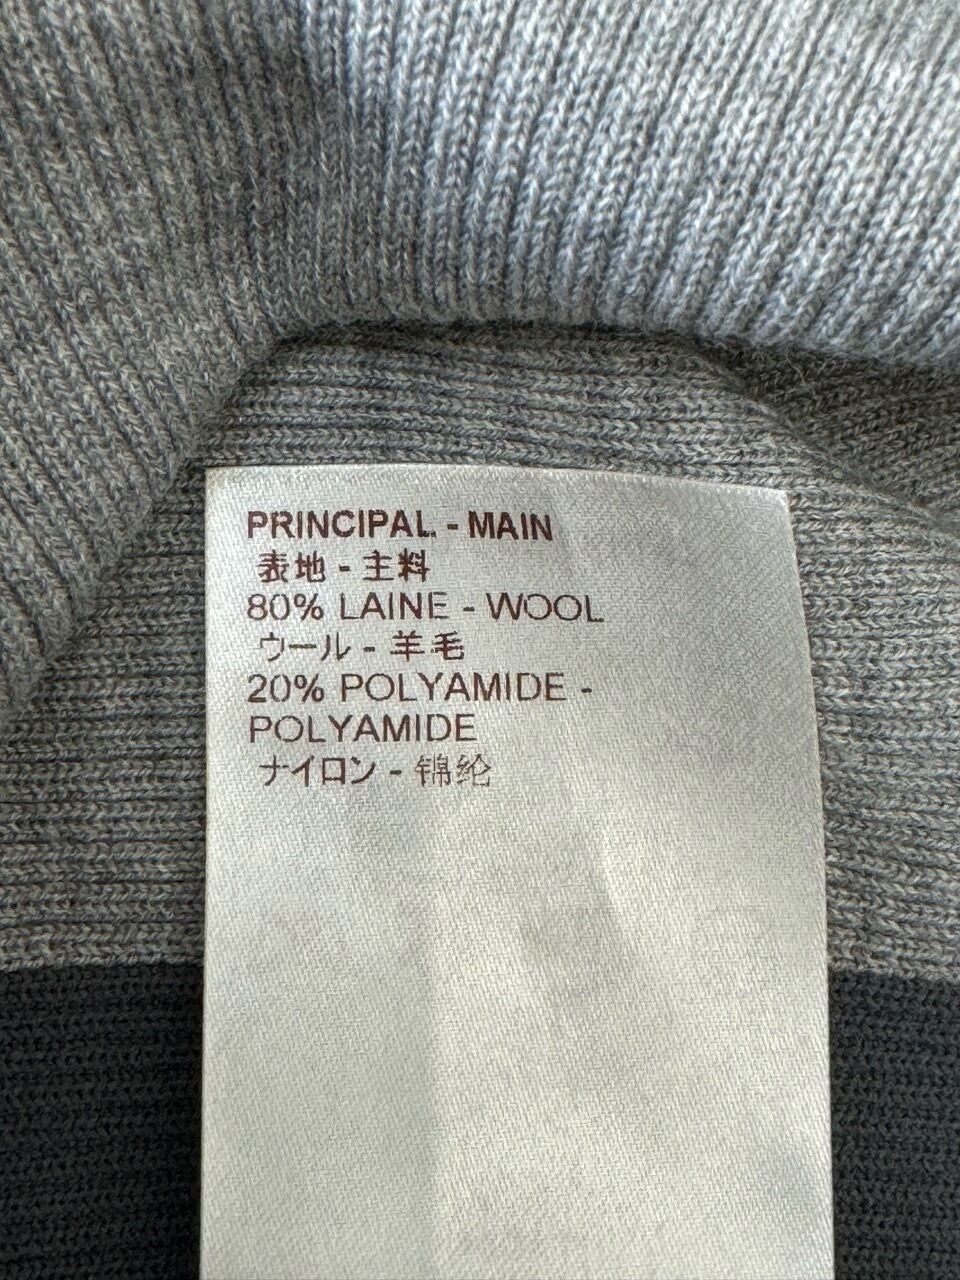 PRINCIPAL - MAIN
表地 - 主料
80% LAINE - WOOL
ウール - 羊毛
20% POLYAMIDE -
POLYAMIDE
ナイロン - 锦纶